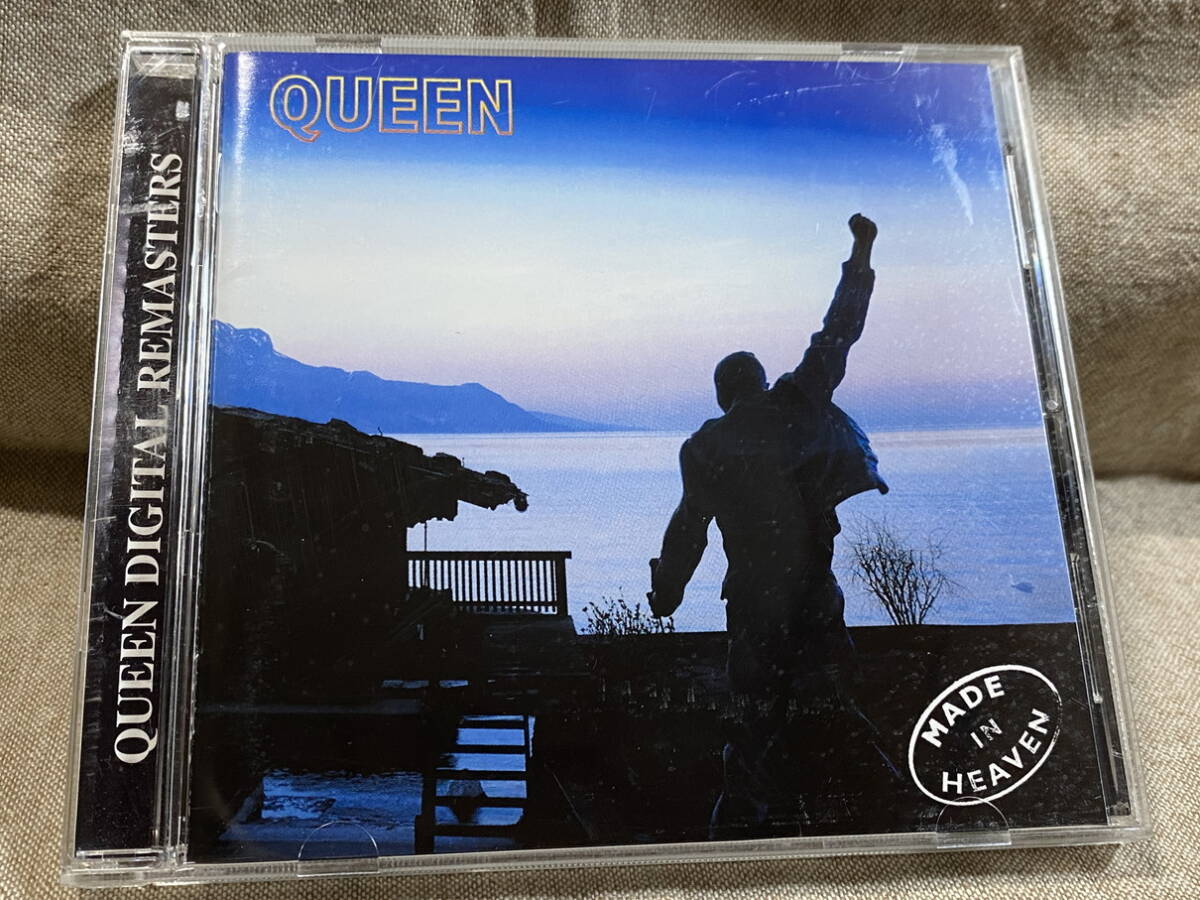 QUEEN
QUEEN DIGITAL REMASTERS
MADE
IN
HEAVEN